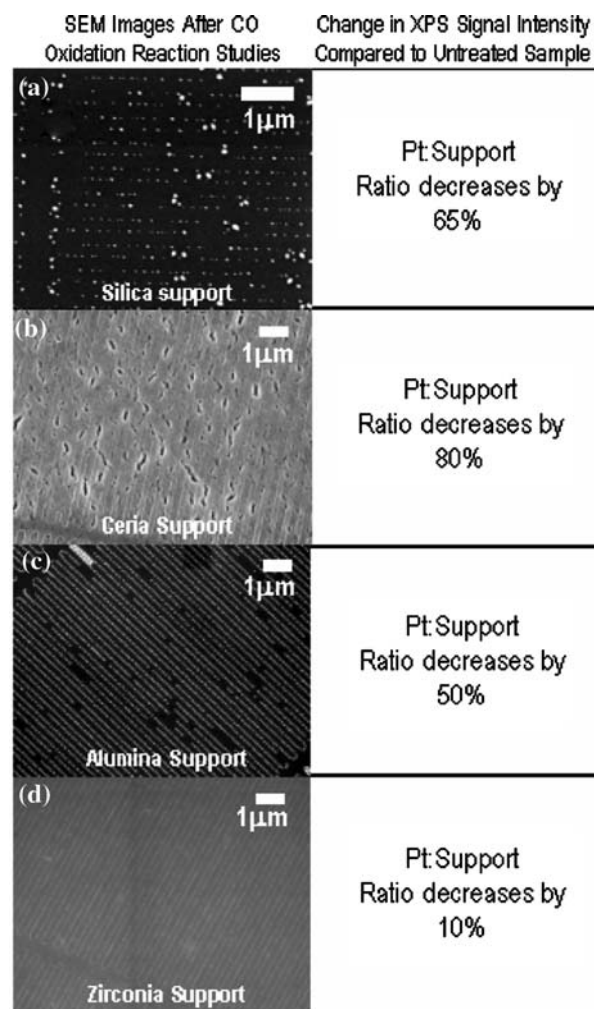 SEM Images After CO
Oxidation Reaction Studies
Change in XPS Signal Intensity
Compared to Untreated Sample
(a)
1μm
Silica support
Pt:Support
Ratio decreases by
65%
(b)
1μm
Ceria Support
Pt:Support
Ratio decreases by
80%
(c)
1μm
Alumina Support
Pt:Support
Ratio decreases by
50%
(d)
1μm
Zirconia Support
Pt:Support
Ratio decreases by
10%